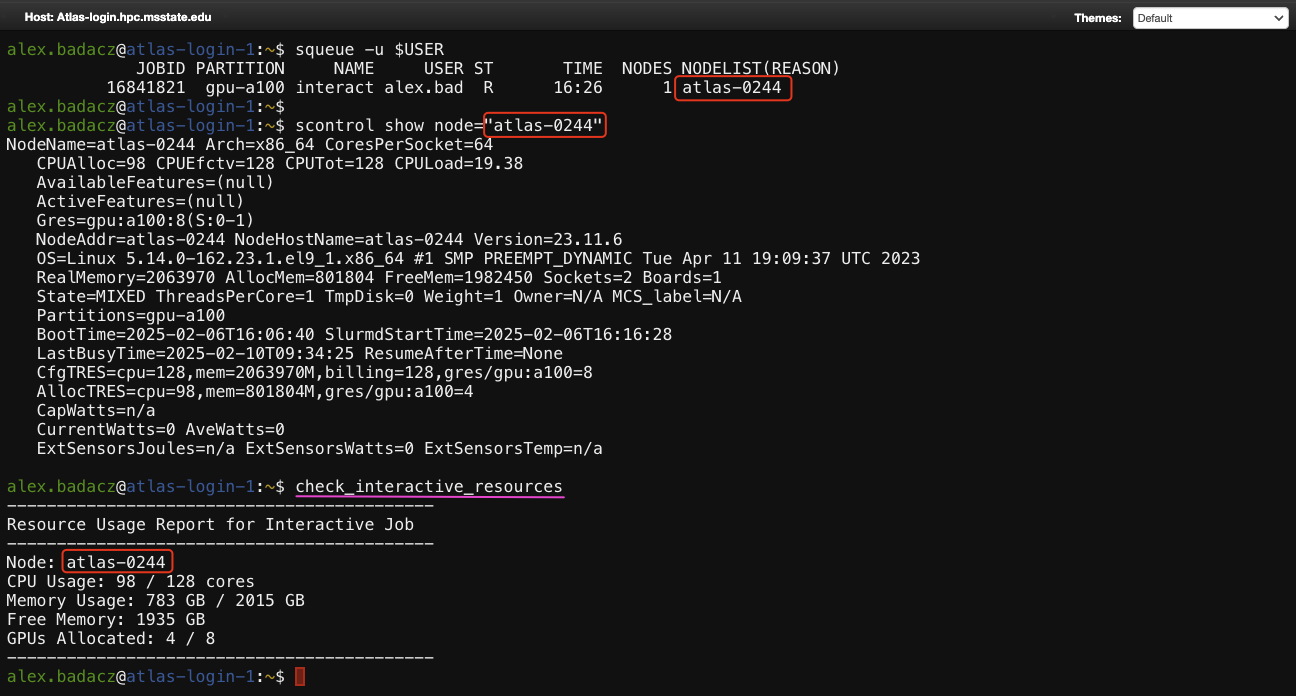 Host: Atlas-login.hpc.msstate.edu Themes: Default
alex.badacz@atlas-login-1:~$ squeue -u $USER
             JOBID PARTITION     NAME     USER ST       TIME  NODES NODELIST(REASON)
          16841821  gpu-a100 interact alex.bad  R      16:26      1 atlas-0244
alex.badacz@atlas-login-1:~$
alex.badacz@atlas-login-1:~$ scontrol show node="atlas-0244"
NodeName=atlas-0244 Arch=x86_64 CoresPerSocket=64
   CPUAlloc=98 CPUEfctv=128 CPUTot=128 CPULoad=19.38
   AvailableFeatures=(null)
   ActiveFeatures=(null)
   Gres=gpu:a100:8(S:0-1)
   NodeAddr=atlas-0244 NodeHostName=atlas-0244 Version=23.11.6
   OS=Linux 5.14.0-162.23.1.el9_1.x86_64 #1 SMP PREEMPT_DYNAMIC Tue Apr 11 19:09:37 UTC 2023
   RealMemory=2063970 AllocMem=801804 FreeMem=1982450 Sockets=2 Boards=1
   State=MIXED ThreadsPerCore=1 TmpDisk=0 Weight=1 Owner=N/A MCS_label=N/A
   Partitions=gpu-a100
   BootTime=2025-02-06T16:06:40 SlurmdStartTime=2025-02-06T16:16:28
   LastBusyTime=2025-02-10T09:34:25 ResumeAfterTime=None
   CfgTRES=cpu=128,mem=2063970M,billing=128,gres/gpu:a100=8
   AllocTRES=cpu=98,mem=801804M,gres/gpu:a100=4
   CapWatts=n/a
   CurrentWatts=0 AveWatts=0
   ExtSensorsJoules=n/a ExtSensorsWatts=0 ExtSensorsTemp=n/a
alex.badacz@atlas-login-1:~$ check_interactive_resources
-------------------------------------------
Resource Usage Report for Interactive Job
-------------------------------------------
Node: atlas-0244
CPU Usage: 98 / 128 cores
Memory Usage: 783 GB / 2015 GB
Free Memory: 1935 GB
GPUs Allocated: 4 / 8
-------------------------------------------
alex.badacz@atlas-login-1:~$